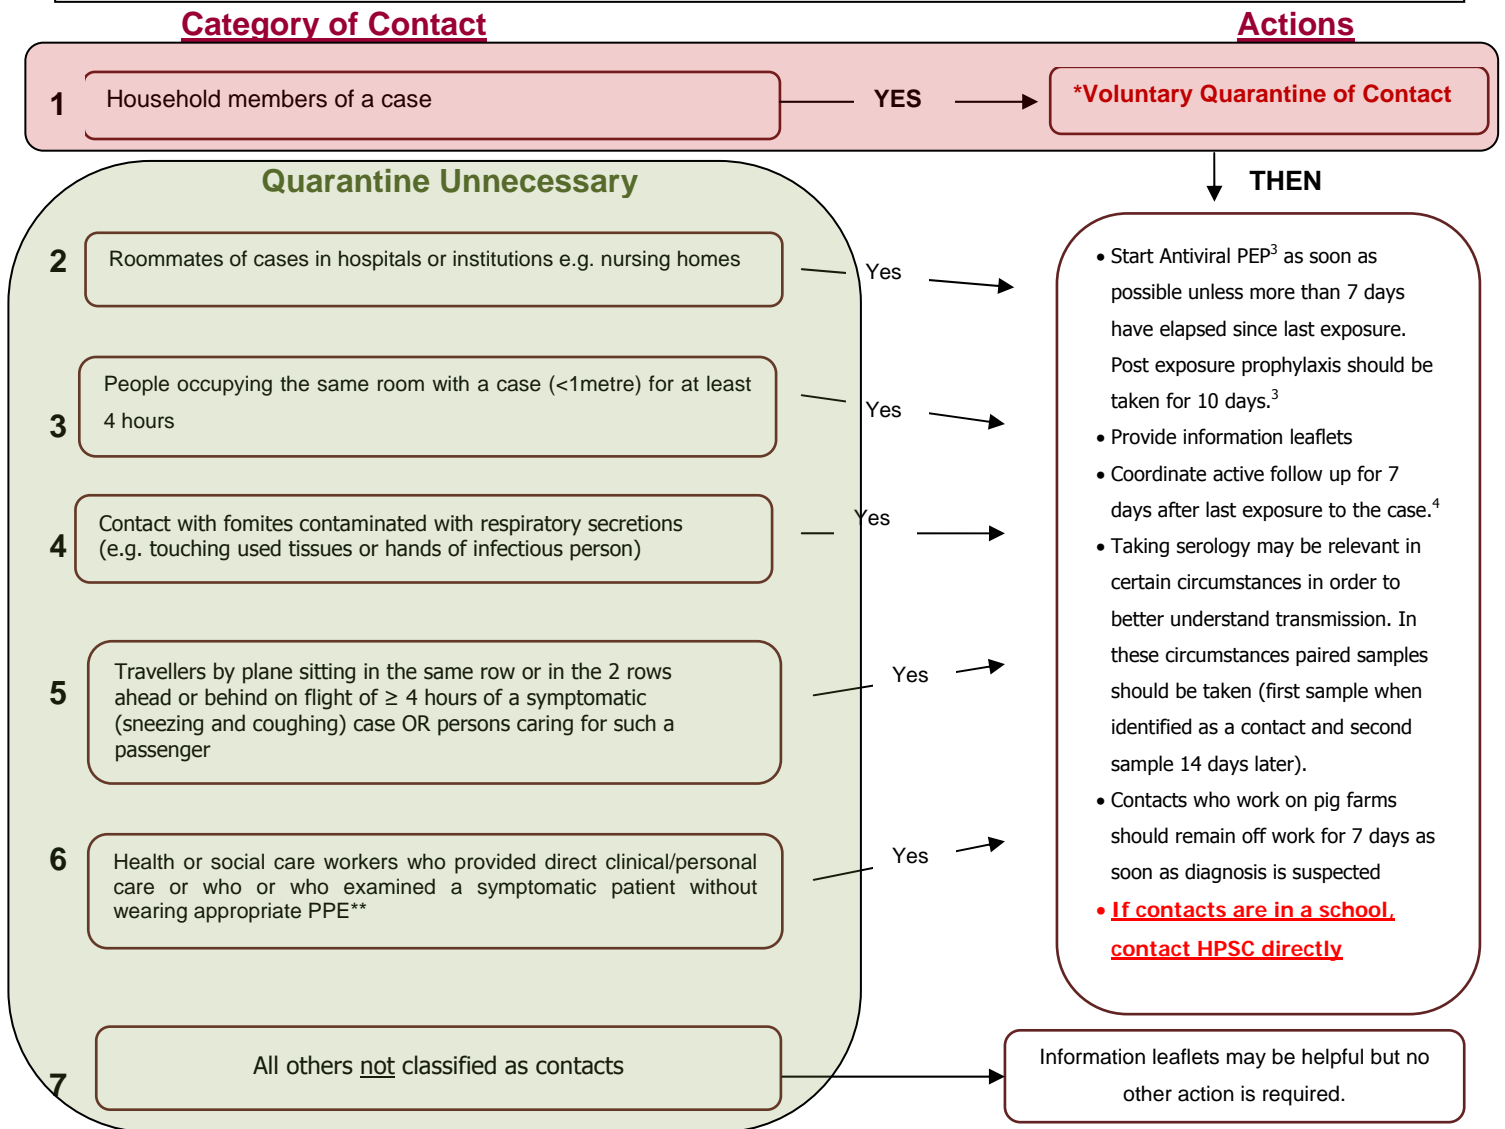 Category of Contact
Actions
1
Household members of a case
YES
*Voluntary Quarantine of Contact
THEN
Quarantine Unnecessary
2
Roommates of cases in hospitals or institutions e.g. nursing homes
Yes
3
People occupying the same room with a case (<1metre) for at least
4 hours
Yes
4
Contact with fomites contaminated with respiratory secretions
(e.g. touching used tissues or hands of infectious person)
Yes
5
Travellers by plane sitting in the same row or in the 2 rows
ahead or behind on flight of ≥ 4 hours of a symptomatic
(sneezing and coughing) case OR persons caring for such a
passenger
Yes
6
Health or social care workers who provided direct clinical/personal
care or who or who examined a symptomatic patient without
wearing appropriate PPE**
Yes
• Start Antiviral PEP³ as soon as
possible unless more than 7 days
have elapsed since last exposure.
Post exposure prophylaxis should be
taken for 10 days.³
• Provide information leaflets
• Coordinate active follow up for 7
days after last exposure to the case.⁴
• Taking serology may be relevant in
certain circumstances in order to
better understand transmission. In
these circumstances paired samples
should be taken (first sample when
identified as a contact and second
sample 14 days later).
• Contacts who work on pig farms
should remain off work for 7 days as
soon as diagnosis is suspected
• If contacts are in a school,
contact HPSC directly
7
All others not classified as contacts
Information leaflets may be helpful but no
other action is required.